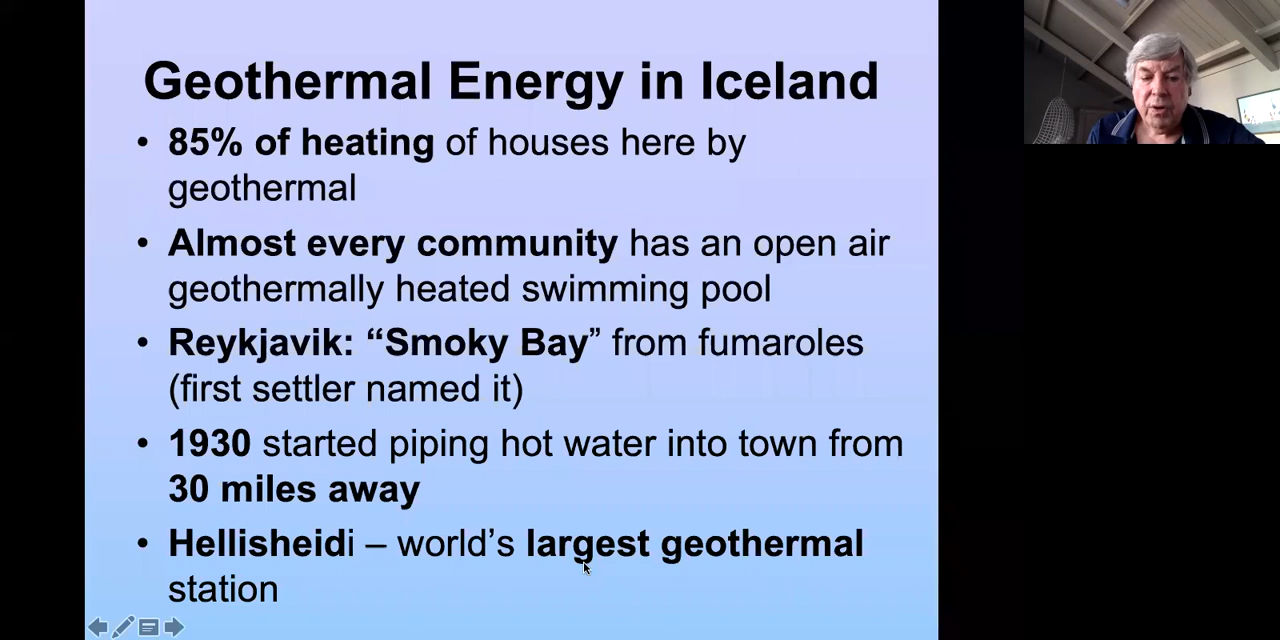 Geothermal Energy in Iceland
• 85% of heating of houses here by
geothermal
• Almost every community has an open air
geothermally heated swimming pool
• Reykjavik: “Smoky Bay” from fumaroles
(first settler named it)
• 1930 started piping hot water into town from
30 miles away
• Hellisheidi – world’s largest geothermal
station